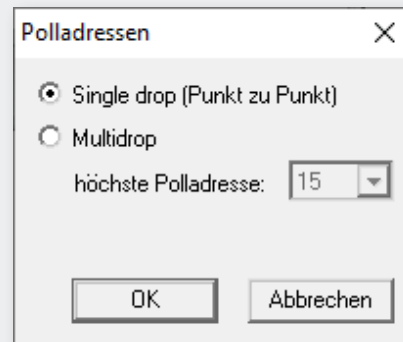 Polladressen
Single drop (Punkt zu Punkt)
Multidrop
höchste Polladresse: 15
OK Abbrechen